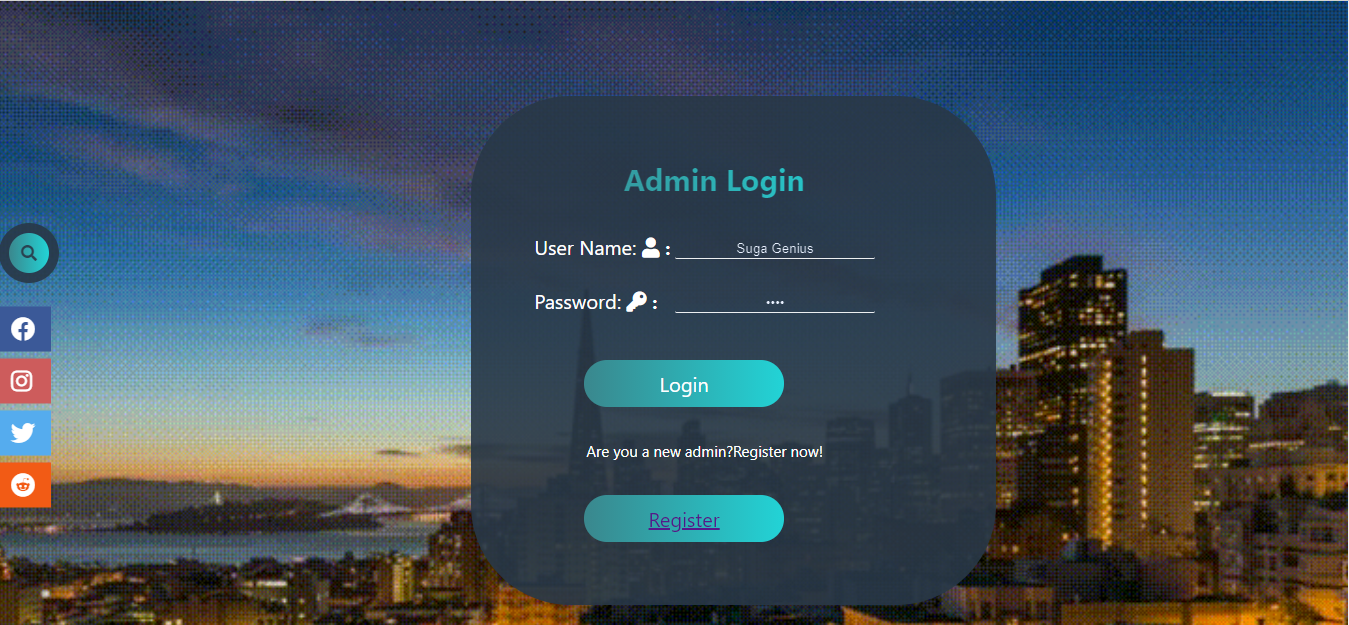 Admin Login
User Name: : Suga Genius
Password: : ••••
Login
Are you a new admin?Register now!
Register